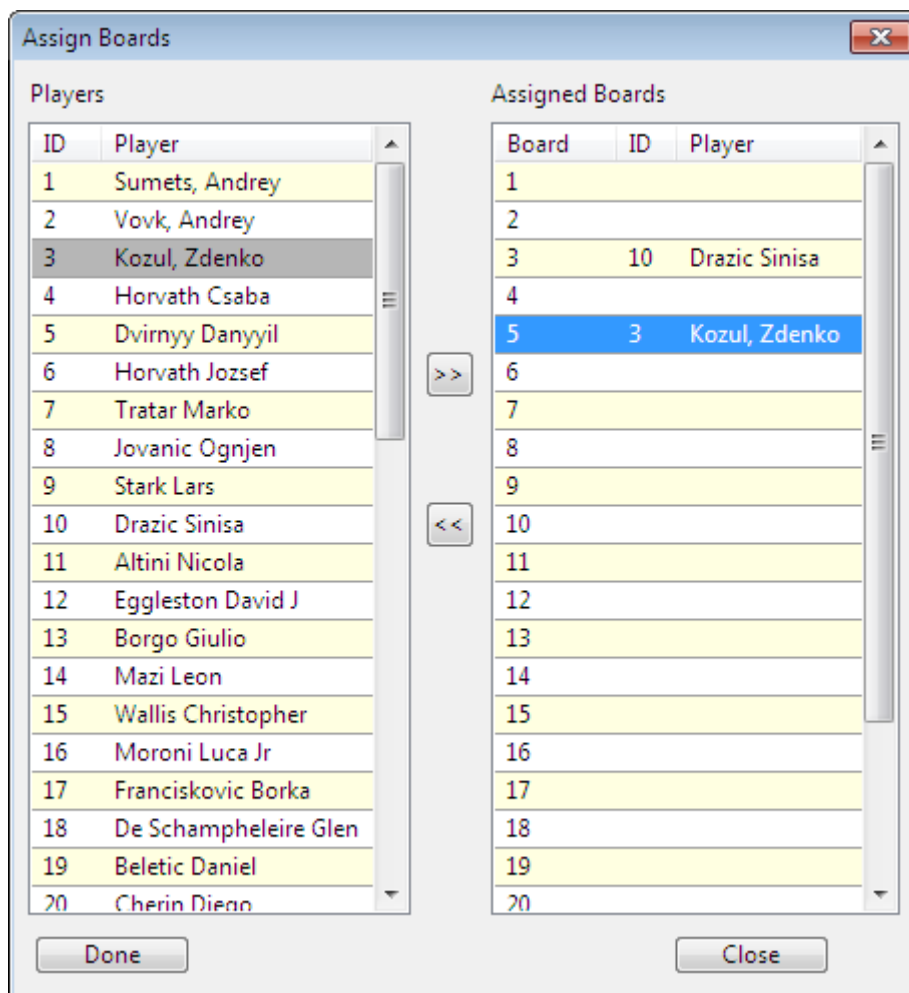 Assign Boards
Players
ID Player
1 Sumets, Andrey
2 Vovk, Andrey
3 Kozul, Zdenko
4 Horvath Csaba
5 Dvirnyy Danyyil
6 Horvath Jozsef
7 Tratar Marko
8 Jovanic Ognjen
9 Stark Lars
10 Drazic Sinisa
11 Altini Nicola
12 Eggleston David J
13 Borgo Giulio
14 Mazi Leon
15 Wallis Christopher
16 Moroni Luca Jr
17 Franciskovic Borka
18 De Schampheleire Glen
19 Beletic Daniel
20 Cherin Diego
>>
<<
Assigned Boards
Board ID Player
1
2
3 10 Drazic Sinisa
4
5 3 Kozul, Zdenko
6
7
8
9
10
11
12
13
14
15
16
17
18
19
20
Done
Close